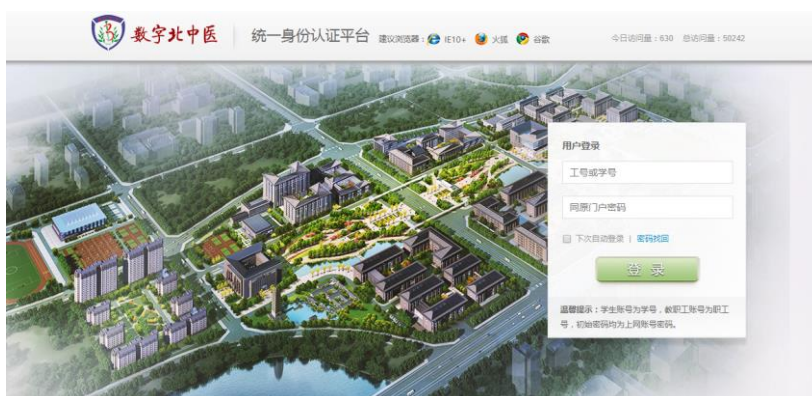 数字北中医
统一身份认证平台 建议浏览器：IE10+ 火狐 谷歌
今日访问量：630 总访问量：50242
用户登录
工号或学号
同原门户密码
下次自动登录 | 密码找回
登 录
温馨提示：学生账号为学号，教职工账号为职工
号，初始密码均为上网账号密码。